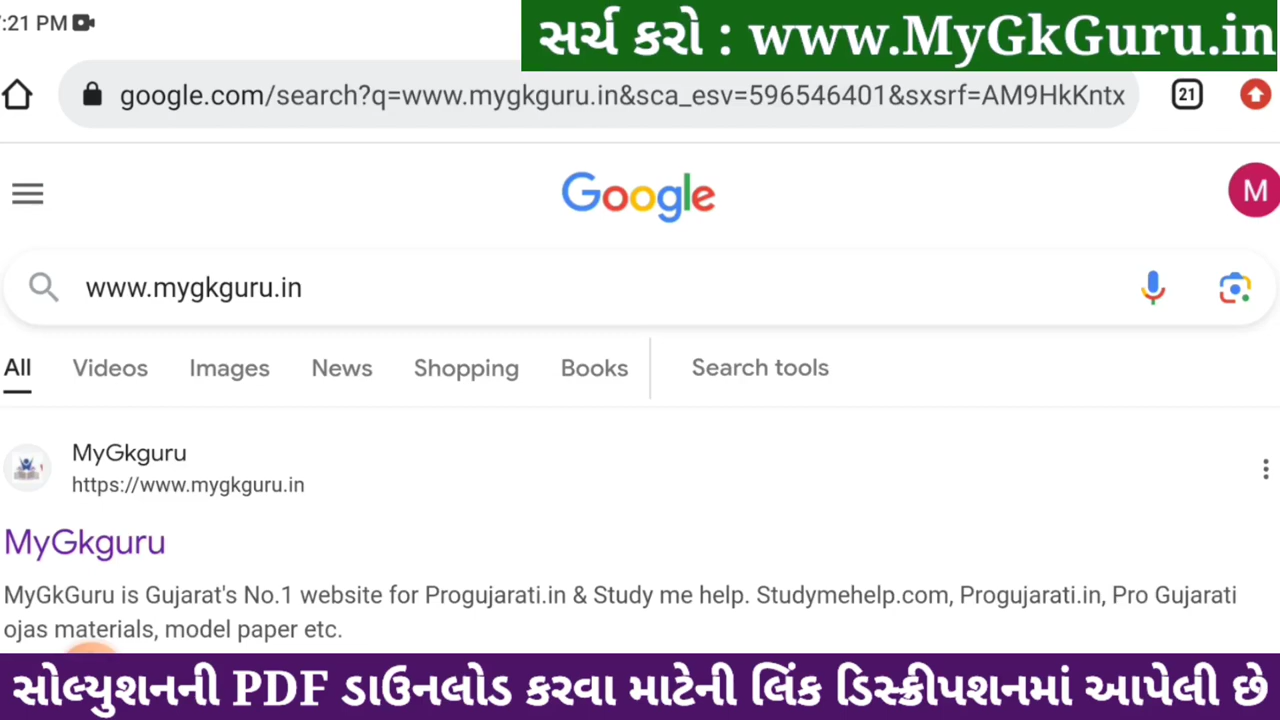 :21 PM
સર્ચ કરો : www.MyGkGuru.in
google.com/search?q=www.mygkguru.in&sca_esv=596546401&sxsrf=AM9HkKntx
21
Google
M
www.mygkguru.in
All Videos Images News Shopping Books Search tools
MyGkguru
https://www.mygkguru.in
MyGkguru
MyGkGuru is Gujarat's No.1 website for Progujarati.in & Study me help. Studymehelp.com, Progujarati.in, Pro Gujarati
ojas materials, model paper etc.
સોલ્યુશનની PDF ડાઉનલોડ કરવા માટેની લિંક ડિસ્ક્રીપશનમાં આપેલી છે